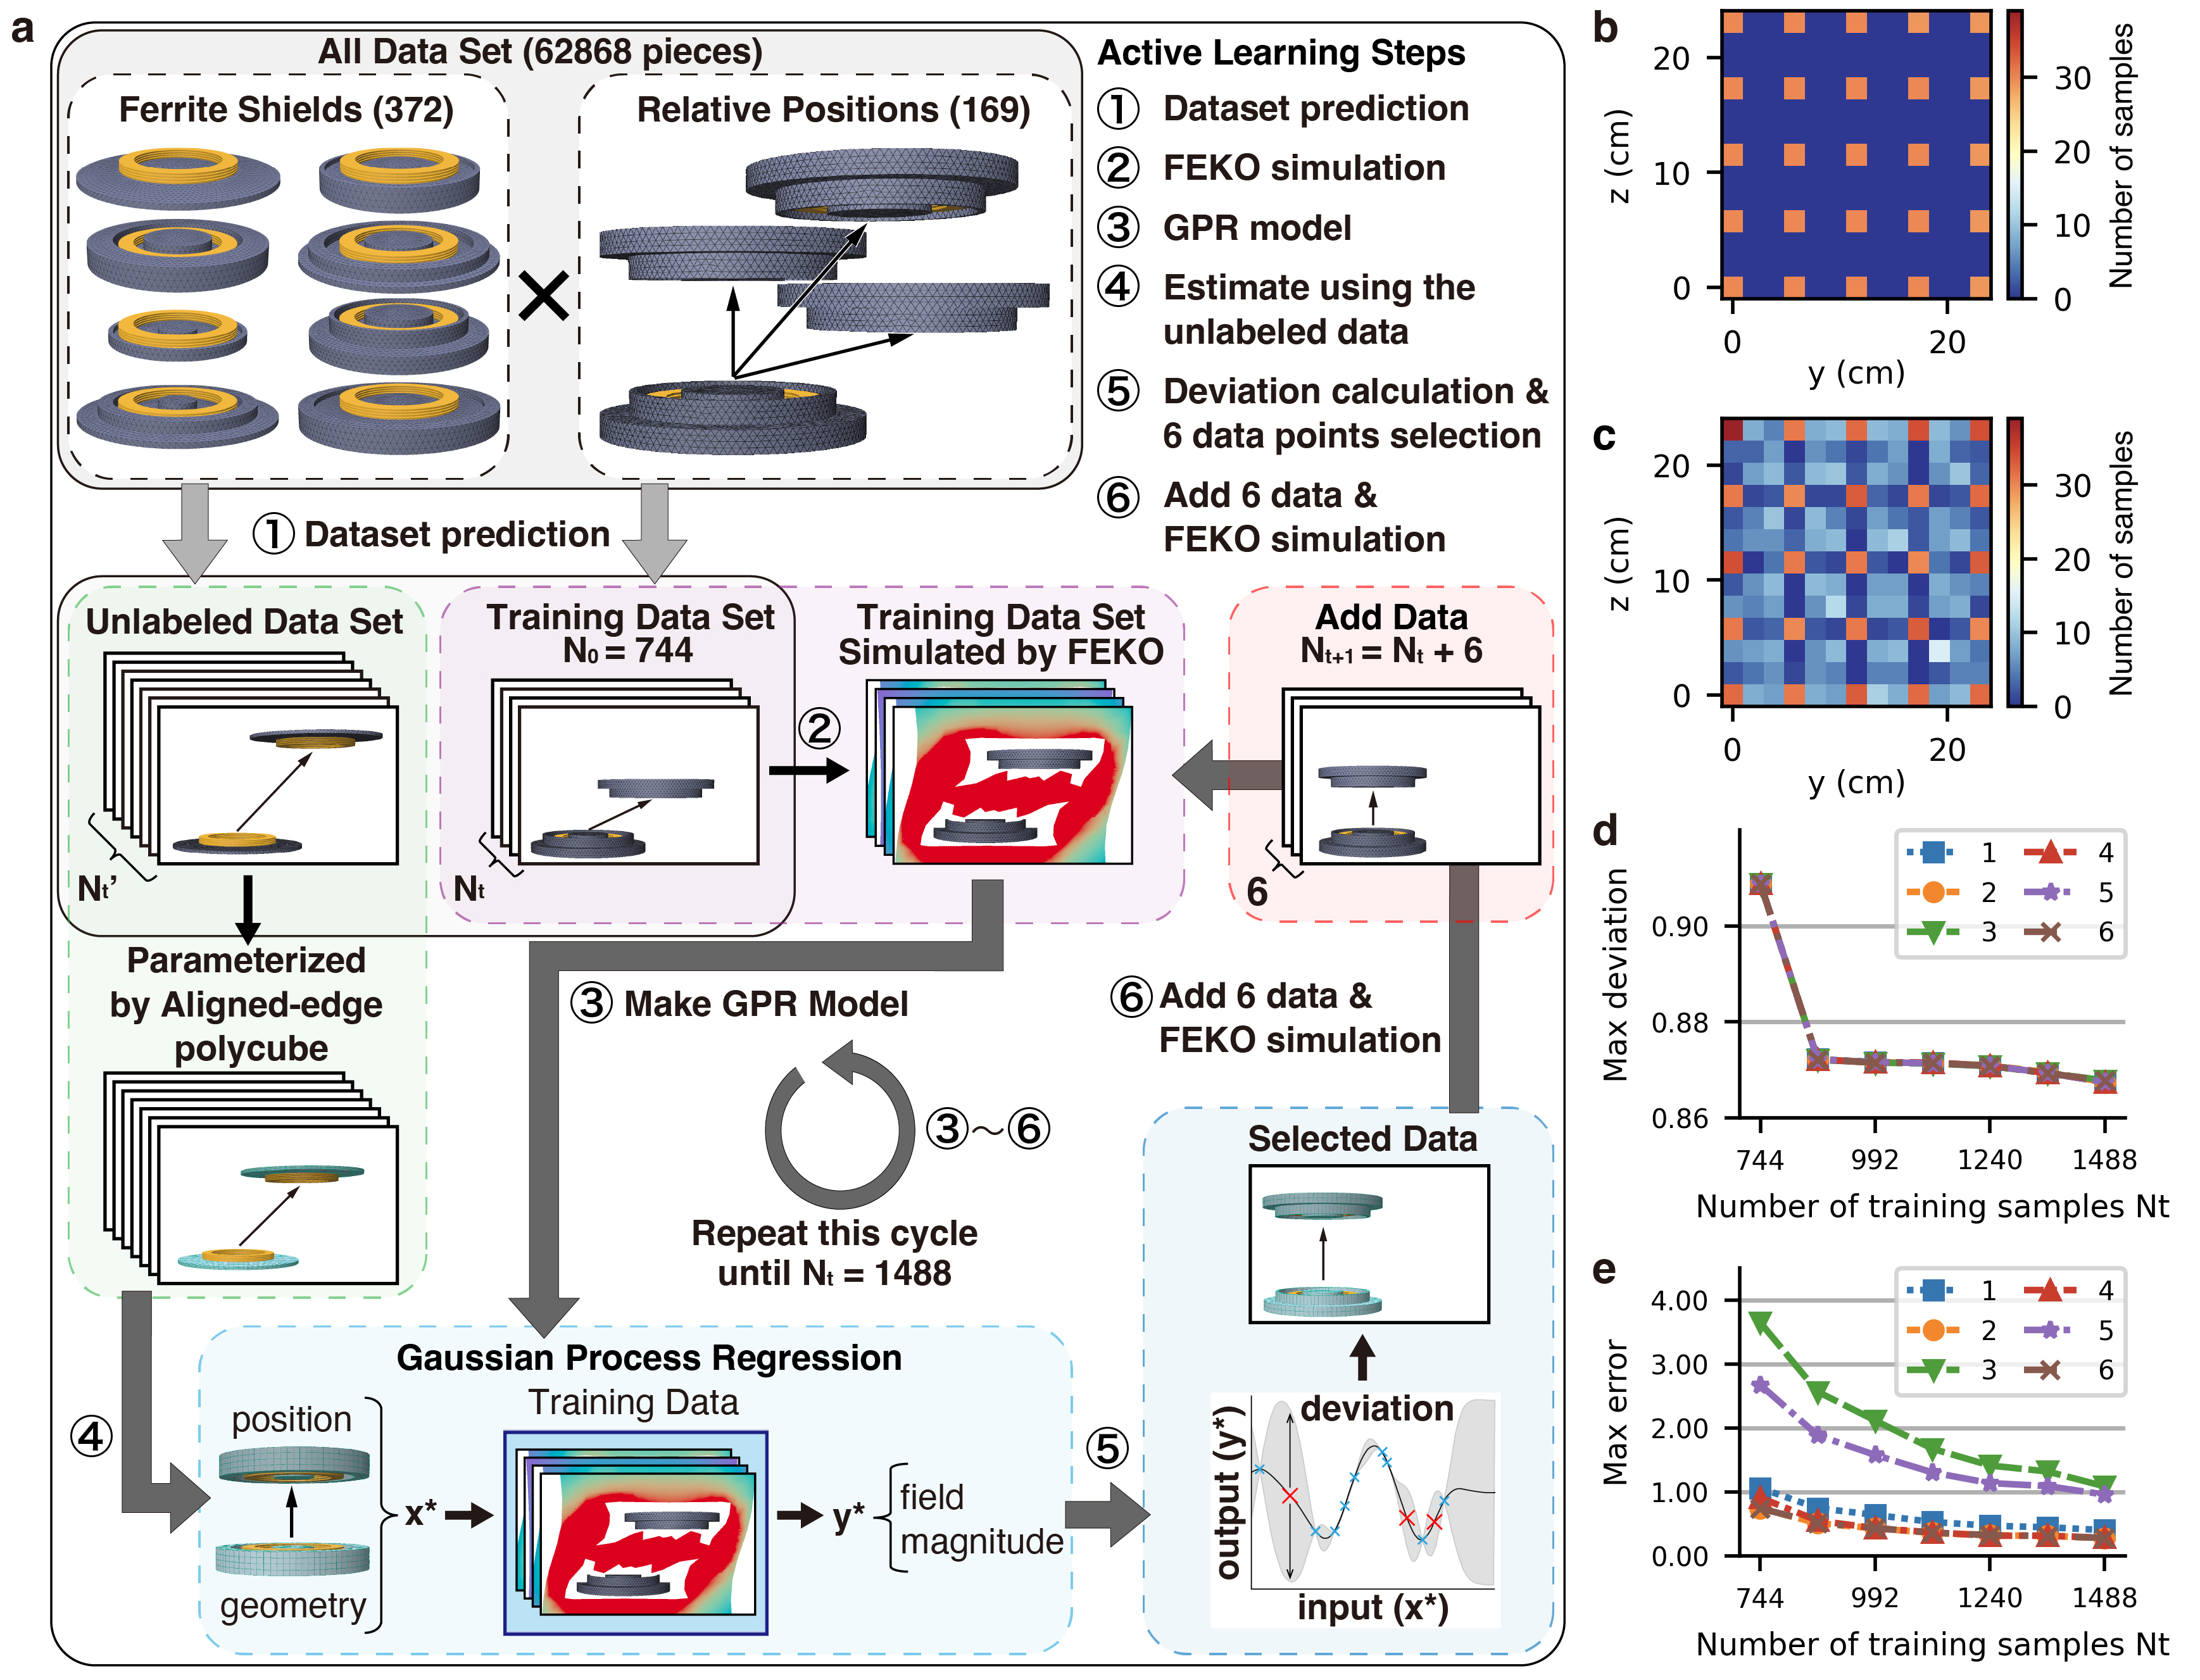 a
All Data Set (62868 pieces)
Ferrite Shields (372)
Relative Positions (169)
Active Learning Steps
① Dataset prediction
② FEKO simulation
③ GPR model
④ Estimate using the
unlabeled data
⑤ Deviation calculation &
6 data points selection
⑥ Add 6 data &
FEKO simulation
① Dataset prediction
Unlabeled Data Set
Nt’
Training Data Set
N0 = 744
Nt
②
Training Data Set
Simulated by FEKO
Add Data
Nt+1 = Nt + 6
6
Parameterized
by Aligned-edge
polycube
③ Make GPR Model
⑥ Add 6 data &
FEKO simulation
③～⑥
Repeat this cycle
until Nt = 1488
④
Gaussian Process Regression
Training Data
position
geometry
x*
y*
field
magnitude
⑤
Selected Data
deviation
output (y*)
input (x*)
b
20
10
0
z (cm)
0 20
y (cm)
30
20
10
0
Number of samples
c
20
10
0
z (cm)
0 20
y (cm)
30
20
10
0
Number of samples
d
Max deviation
0.90
0.88
0.86
1 4
2 5
3 6
744 992 1240 1488
Number of training samples Nt
e
Max error
4.00
3.00
2.00
1.00
0.00
1 4
2 5
3 6
744 992 1240 1488
Number of training samples Nt